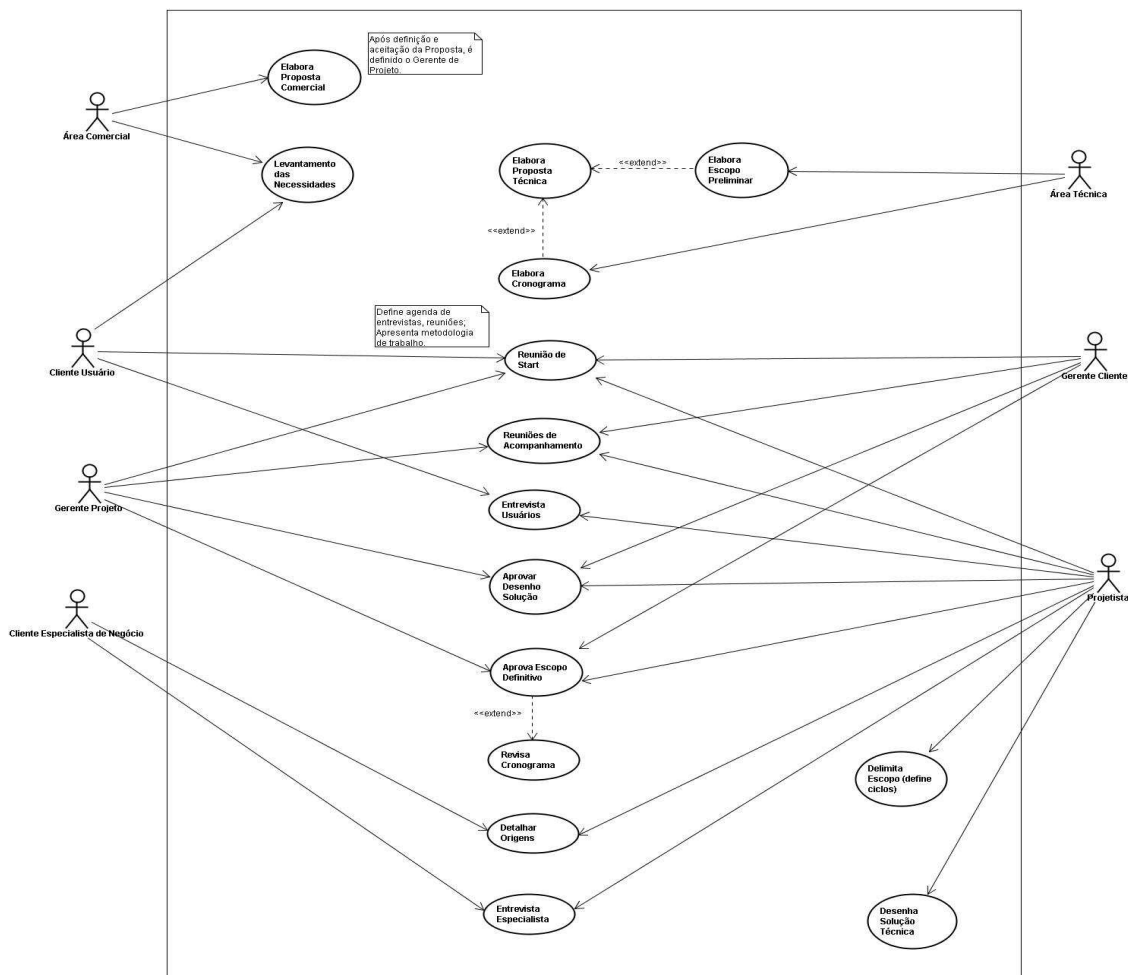 Após definição e
aceitação da Proposta, é
definido o Gerente de
Projeto.
Elabora
Proposta
Comercial
Área Comercial
Levantamento
das
Necessidades
Elabora
Proposta
Técnica
<<extend>>
Elabora
Escopo
Preliminar
Área Técnica
<<extend>>
Elabora
Cronograma
Define agenda de
entrevistas, reuniões;
Apresenta metodologia
de trabalho.
Cliente Usuário
Reunião de
Start
Gerente Cliente
Reuniões de
Acompanhamento
Gerente Projeto
Entrevista
Usuários
Aprovar
Desenho
Solução
Projetista
Cliente Especialista de Negócio
Aprova Escopo
Definitivo
<<extend>>
Revisa
Cronograma
Delimita
Escopo (define
ciclos)
Detalhar
Origens
Entrevista
Especialista
Desenha
Solução
Técnica